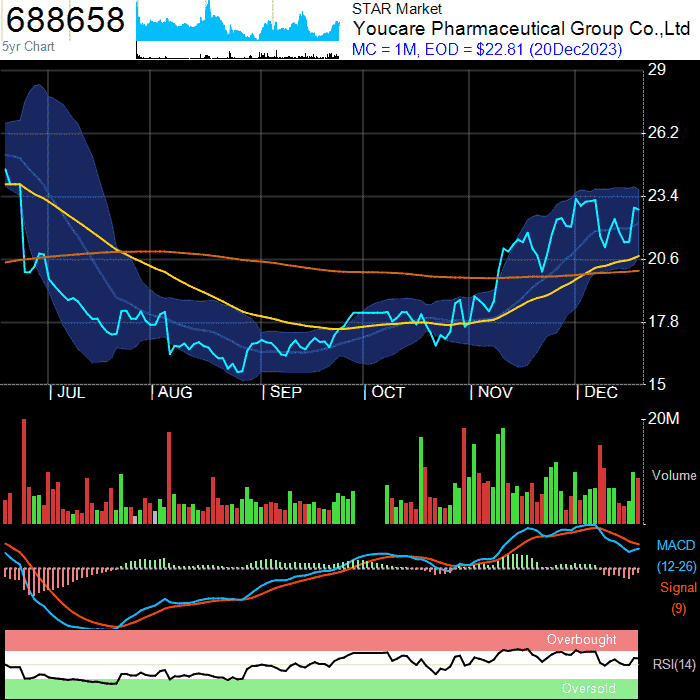 688658
5yr Chart
STAR Market
Youcare Pharmaceutical Group Co.,Ltd
MC = 1M, EOD = $22.81 (20Dec2023)
29
26.2
23.4
20.6
17.8
15
| JUL | AUG | SEP | OCT | NOV | DEC
20M
Volume
MACD
(12-26)
Signal
(9)
Overbought
RSI(14)
Oversold